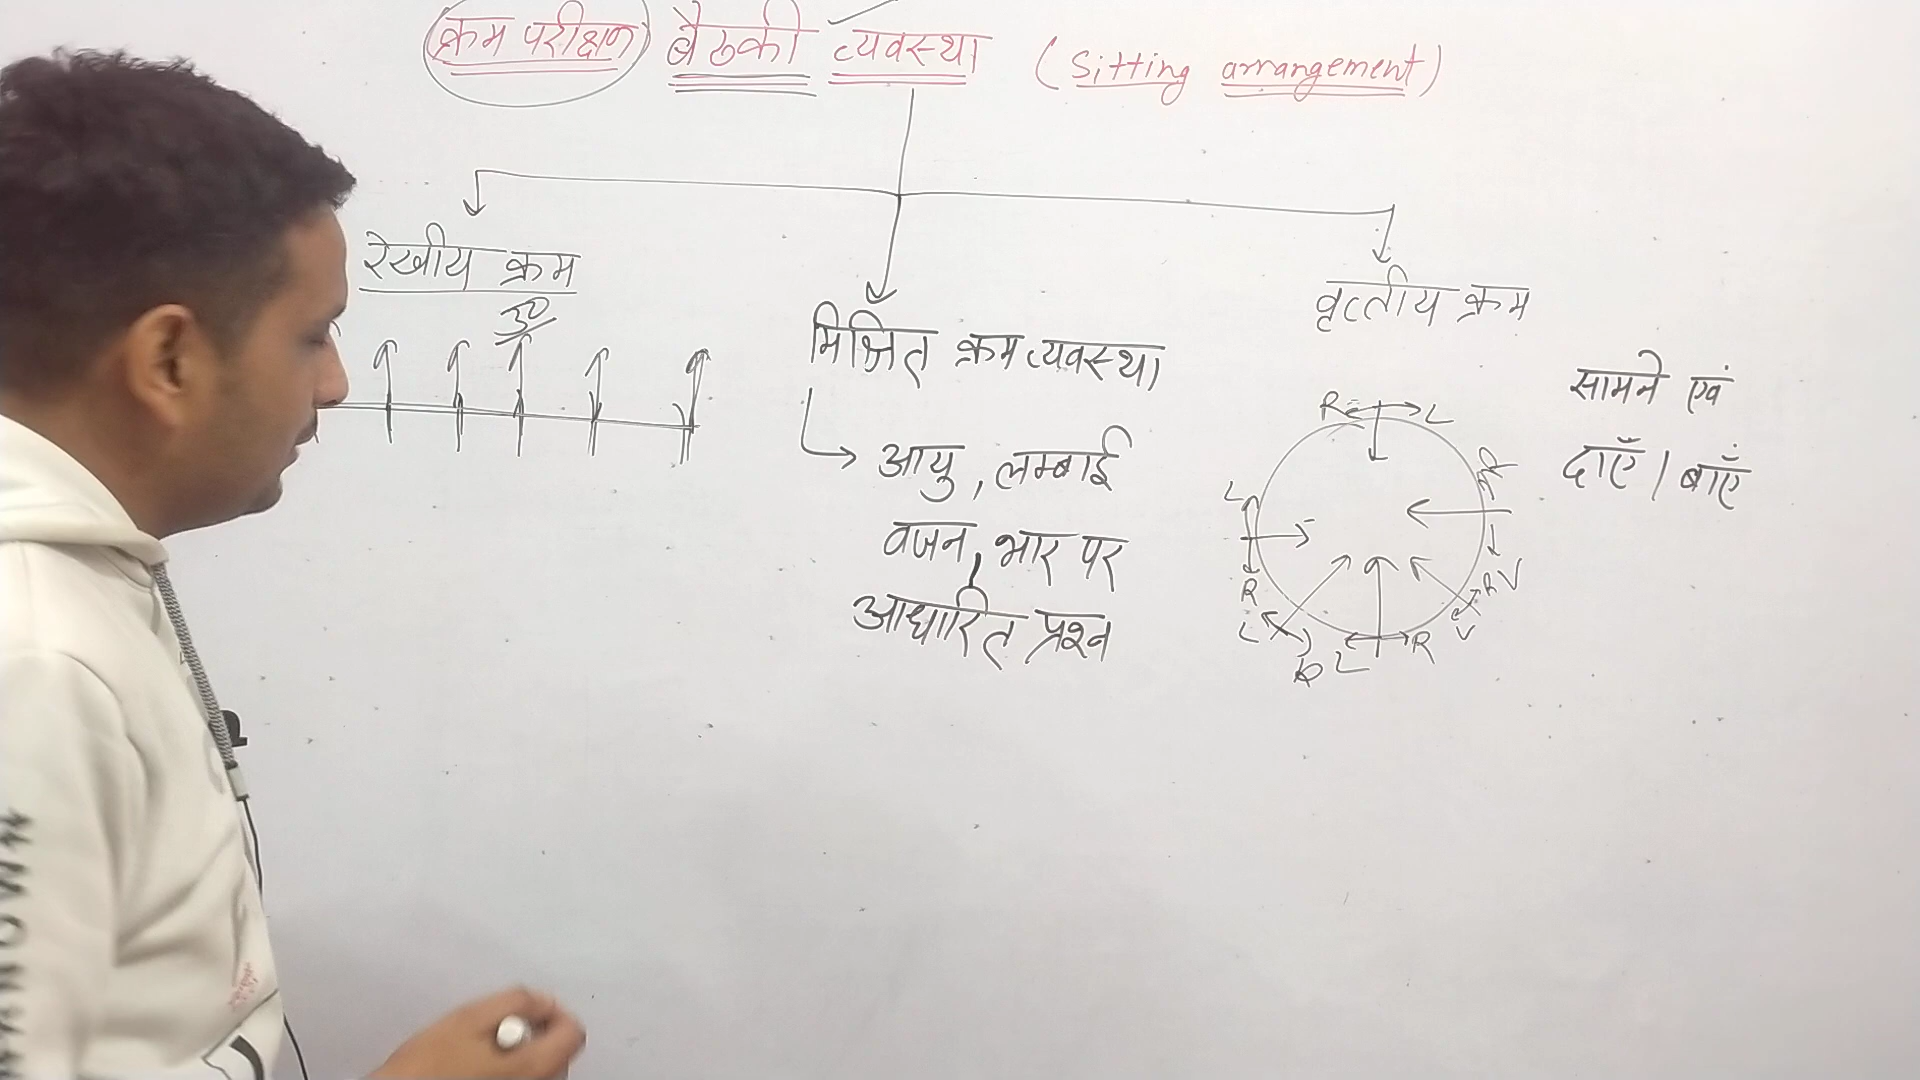 क्रम परीक्षण बैठकी व्यवस्था (Sitting arrangement)
रेखीय क्रम
उ०
मिश्रित क्रम व्यवस्था
आयु, लम्बाई
वजन, भार पर
आधारित प्रश्न
वृत्तीय क्रम
सामने एवं
दाएँ / बाएँ
R L
L
R
L
L R
R